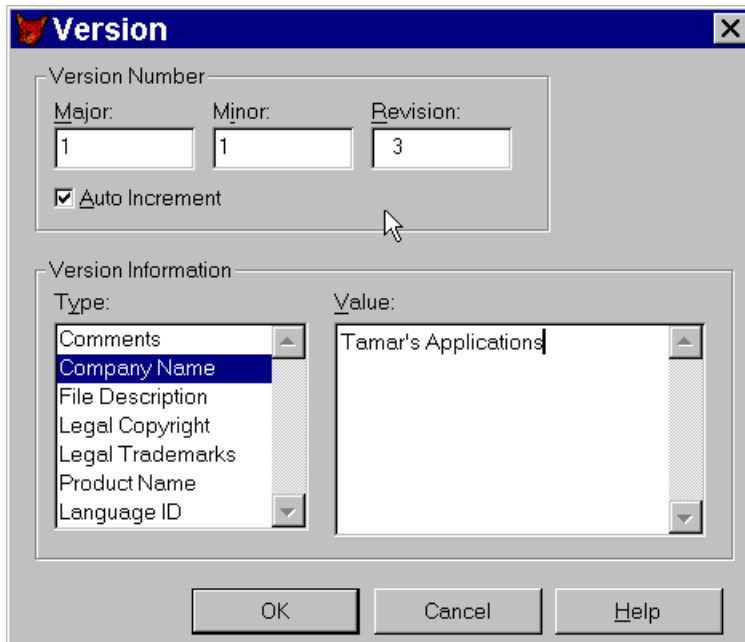 Version
Version Number
Major: Minor: Revision:
1 1 3
Auto Increment
Version Information
Type: Value:
Comments
Company Name
File Description
Legal Copyright
Legal Trademarks
Product Name
Language ID
Tamar's Applications
OK Cancel Help